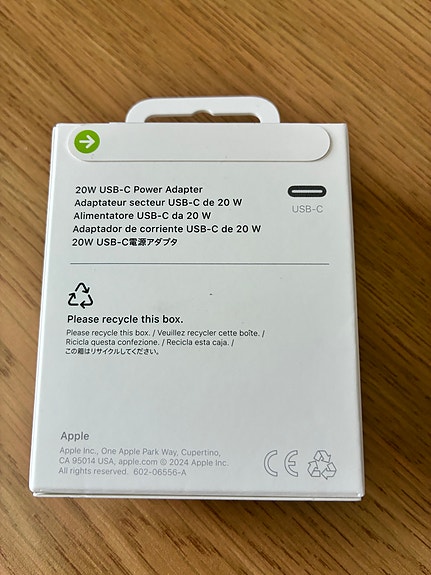 20W USB-C Power Adapter
Adaptateur secteur USB-C de 20 W
Alimentatore USB-C da 20 W
Adaptador de corriente USB-C de 20 W
20W USB-C電源アダプタ
USB-C
Please recycle this box.
Please recycle this box. / Veuillez recycler cette boîte. /
Ricicla questa confezione. / Recicla esta caja. /
この箱はリサイクルしてください。
Apple
Apple Inc., One Apple Park Way, Cupertino,
CA 95014 USA, apple.com © 2024 Apple Inc.
All rights reserved. 602-06556-A
CE